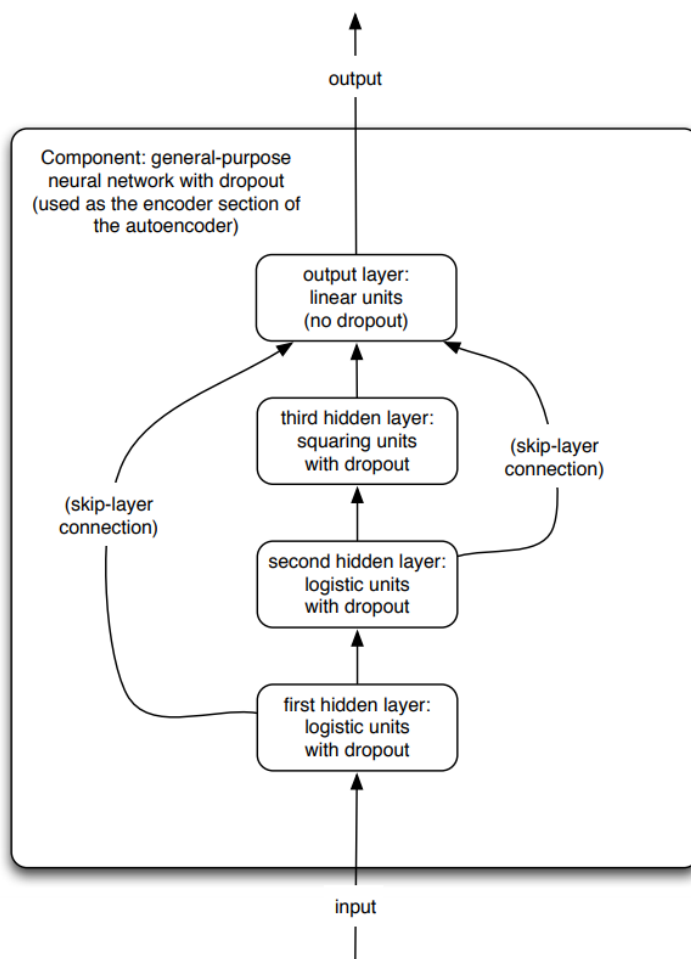 output
Component: general-purpose
neural network with dropout
(used as the encoder section of
the autoencoder)
output layer:
linear units
(no dropout)
third hidden layer:
squaring units
with dropout
(skip-layer
connection)
(skip-layer
connection)
second hidden layer:
logistic units
with dropout
first hidden layer:
logistic units
with dropout
input